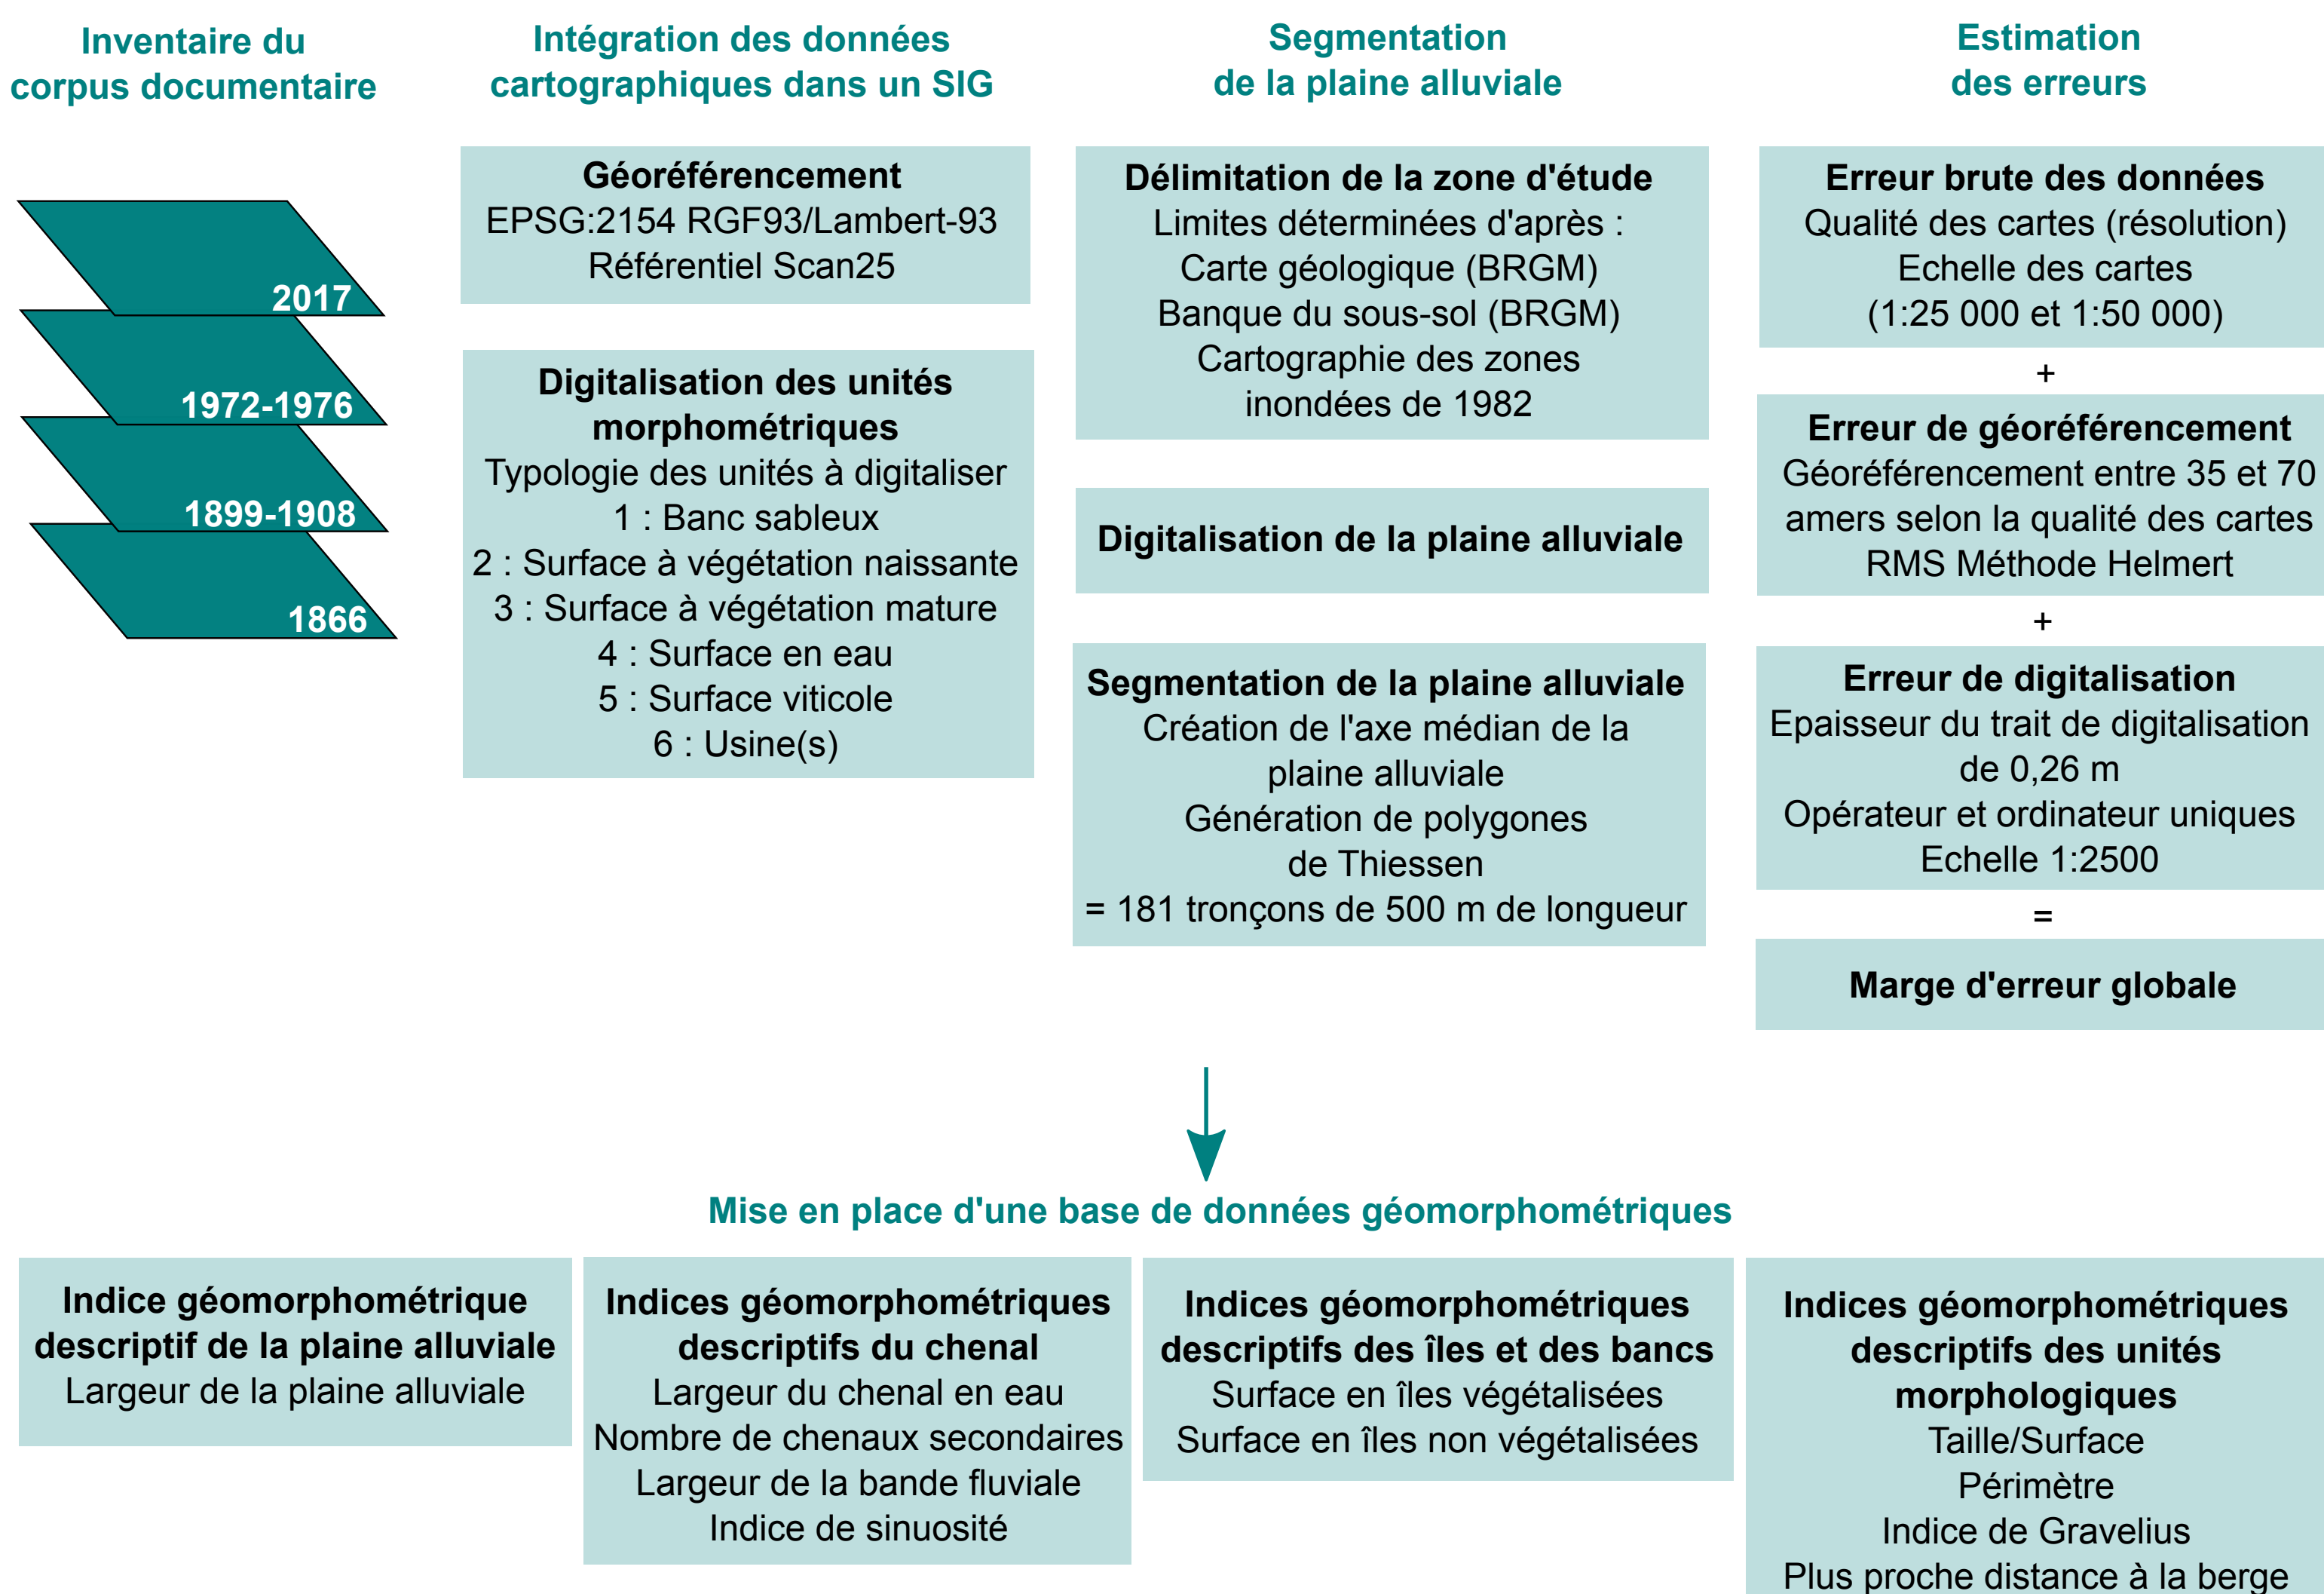 Inventaire du
corpus documentaire
2017
1972-1976
1899-1908
1866
Intégration des données
cartographiques dans un SIG
Géoréférencement
EPSG:2154 RGF93/Lambert-93
Référentiel Scan25
Digitalisation des unités
morphométriques
Typologie des unités à digitaliser
1 : Banc sableux
2 : Surface à végétation naissante
3 : Surface à végétation mature
4 : Surface en eau
5 : Surface viticole
6 : Usine(s)
Segmentation
de la plaine alluviale
Délimitation de la zone d'étude
Limites déterminées d'après :
Carte géologique (BRGM)
Banque du sous-sol (BRGM)
Cartographie des zones
inondées de 1982
Digitalisation de la plaine alluviale
Segmentation de la plaine alluviale
Création de l'axe médian de la
plaine alluviale
Génération de polygones
de Thiessen
= 181 tronçons de 500 m de longueur
Estimation
des erreurs
Erreur brute des données
Qualité des cartes (résolution)
Echelle des cartes
(1:25 000 et 1:50 000)
+
Erreur de géoréférencement
Géoréférencement entre 35 et 70
amers selon la qualité des cartes
RMS Méthode Helmert
+
Erreur de digitalisation
Epaisseur du trait de digitalisation
de 0,26 m
Opérateur et ordinateur uniques
Echelle 1:2500
=
Marge d'erreur globale
Mise en place d'une base de données géomorphométriques
Indice géomorphométrique
descriptif de la plaine alluviale
Largeur de la plaine alluviale
Indices géomorphométriques
descriptifs du chenal
Largeur du chenal en eau
Nombre de chenaux secondaires
Largeur de la bande fluviale
Indice de sinuosité
Indices géomorphométriques
descriptifs des îles et des bancs
Surface en îles végétalisées
Surface en îles non végétalisées
Indices géomorphométriques
descriptifs des unités
morphologiques
Taille/Surface
Périmètre
Indice de Gravelius
Plus proche distance à la berge